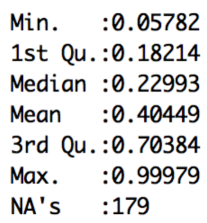 Min.   :0.05782
1st Qu.:0.18214
Median :0.22993
Mean   :0.40449
3rd Qu.:0.70384
Max.   :0.99979
NA's   :179